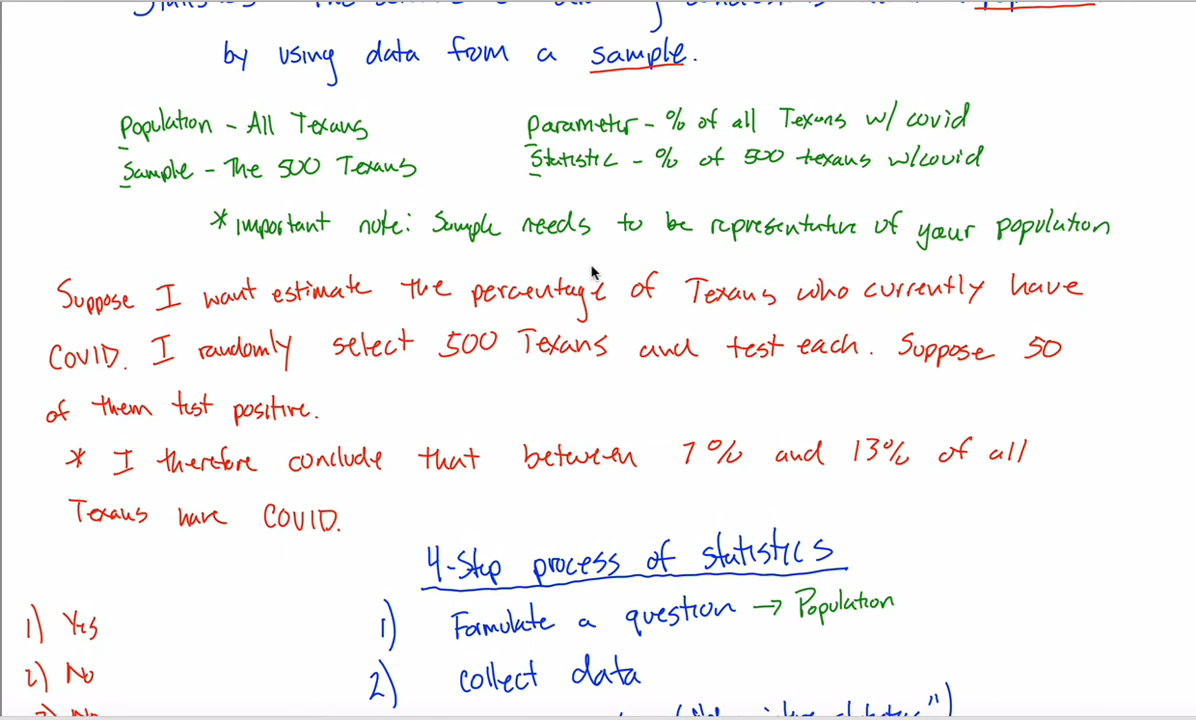 by using data from a sample.
Population - All Texans
Sample - The 500 Texans
Parameter - % of all Texans w/ covid
Statistic - % of 500 texans w/covid
* important note: Sample needs to be representative of your population
Suppose I want estimate the percentage of Texans who currently have
COVID. I randomly select 500 Texans and test each. Suppose 50
of them test positive.
* I therefore conclude that between 7% and 13% of all
Texans have COVID.
4-Step process of statistics
1) Formulate a question → Population
2) collect data
1) Yes
2) No